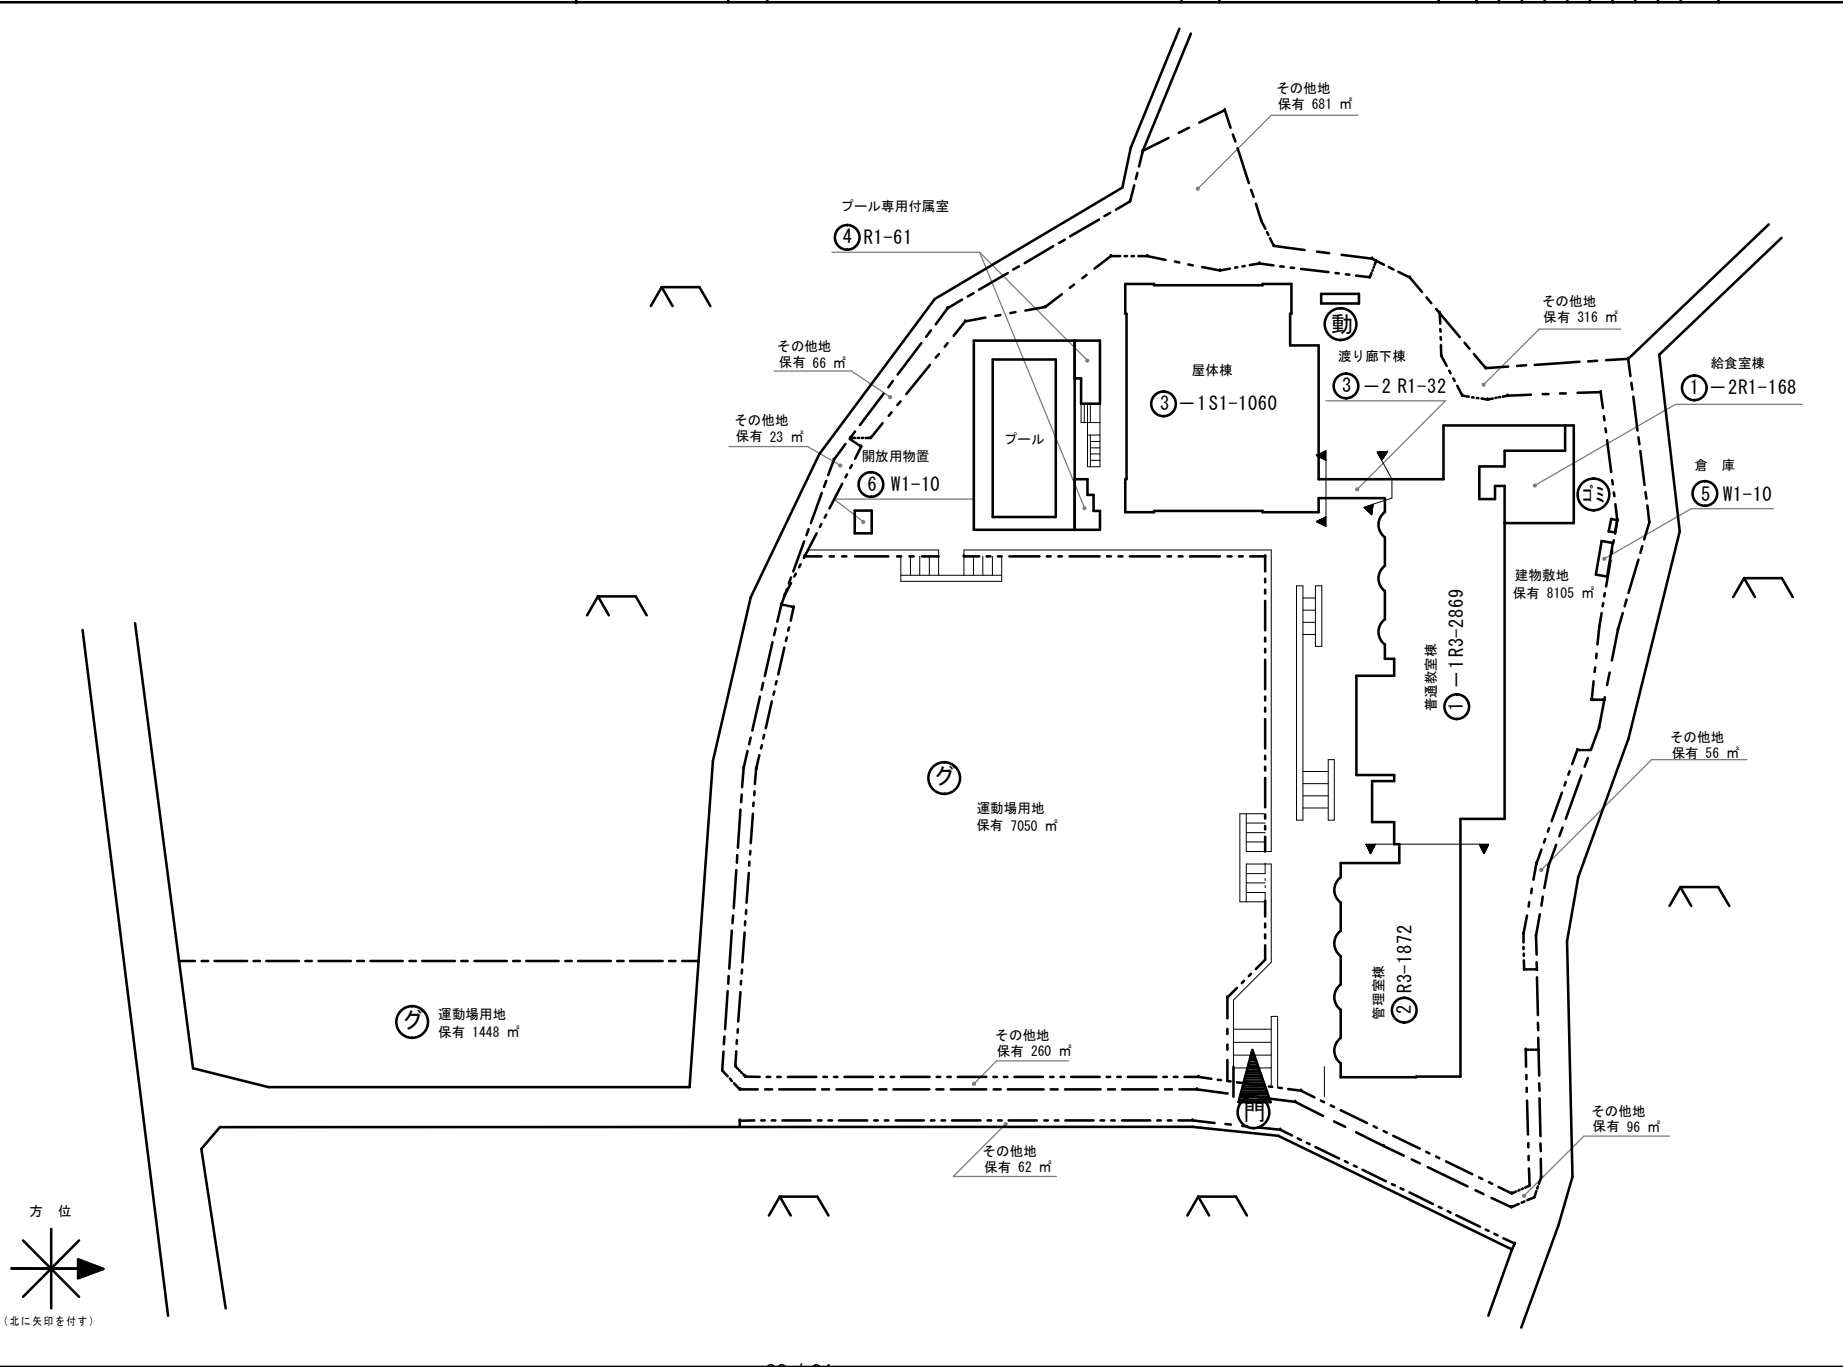 その他地
保有 681 ㎡
プール専用付属室
④R1-61
その他地
保有 316 ㎡
動
渡り廊下棟
③-2 R1-32
その他地
保有 66 ㎡
屋体棟
③-1S1-1060
給食室棟
①-2R1-168
その他地
保有 23 ㎡
プール
開放用物置
⑥ W1-10
倉 庫
⑤W1-10
ゴミ
建物敷地
保有 8105 ㎡
普通教室棟
①-1R3-2869
その他地
保有 56 ㎡
グ
運動場用地
保有 7050 ㎡
管理室棟
②R3-1872
グ
運動場用地
保有 1448 ㎡
その他地
保有 260 ㎡
門
その他地
保有 96 ㎡
その他地
保有 62 ㎡
方 位
(北に矢印を付す)